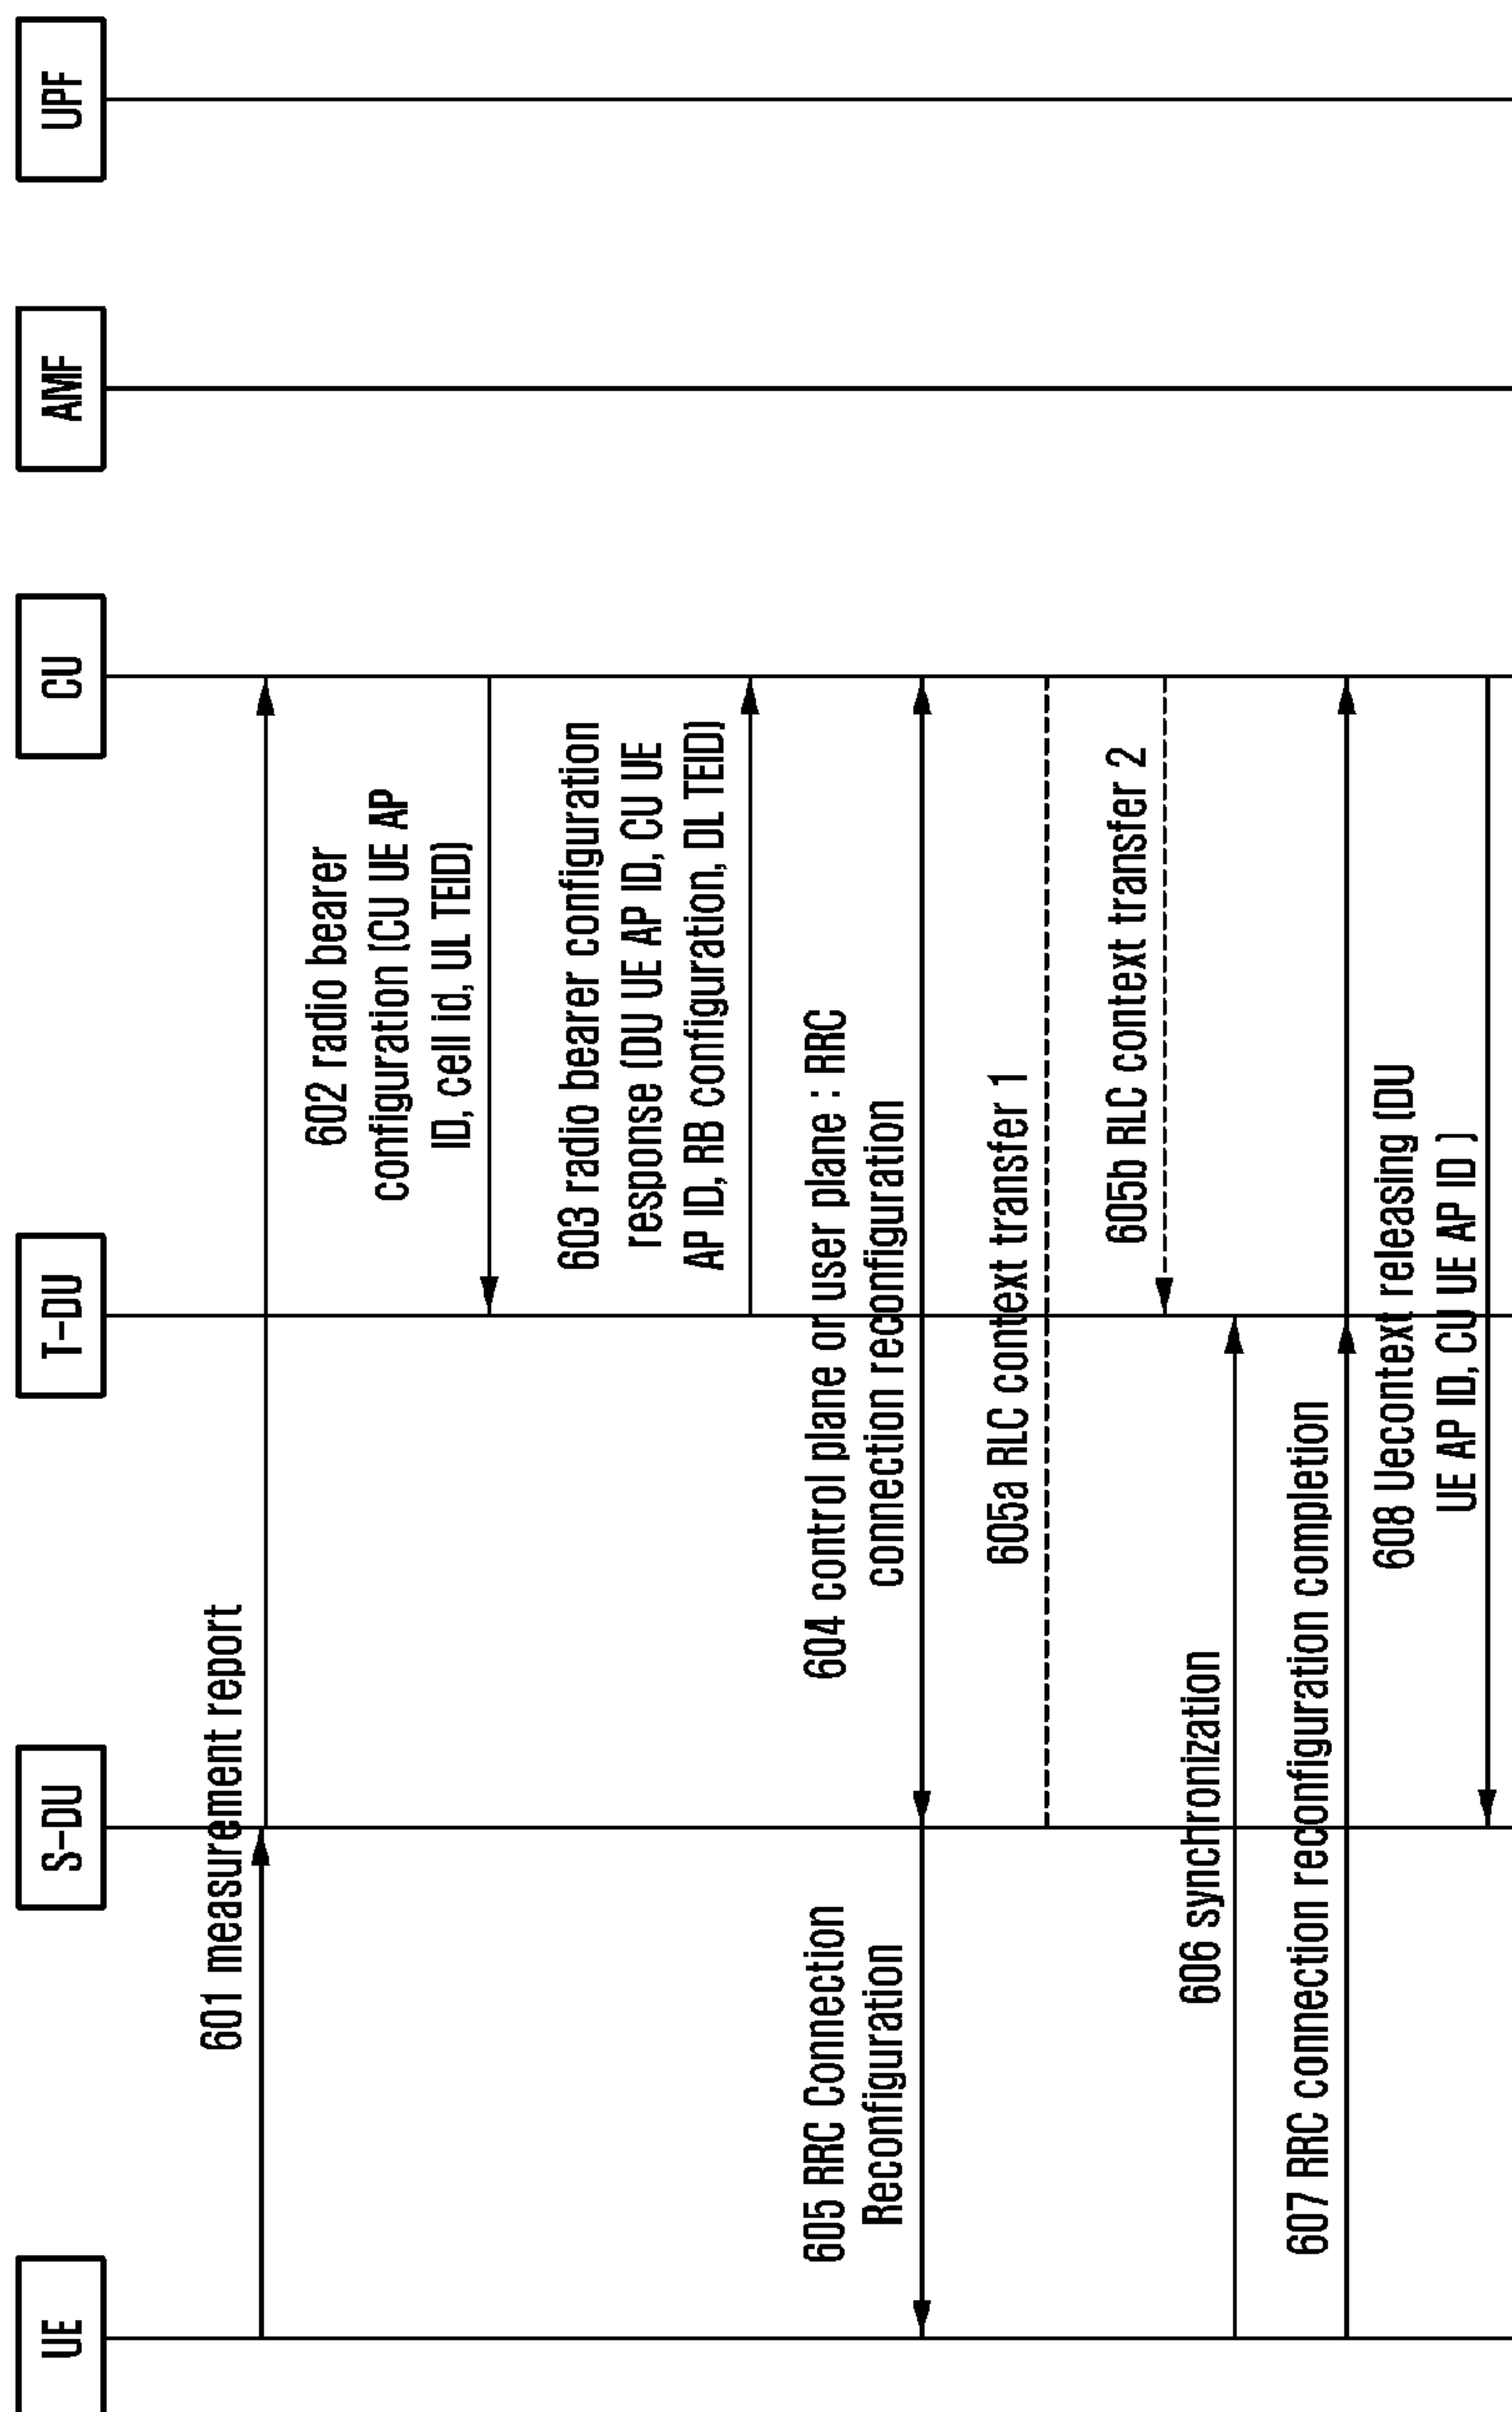 UE
S-DU
T-DU
CU
AMF
UPF
601 measurement report
602 radio bearer
configuration (CU UE AP
ID, cell id, UL TEID)
603 radio bearer configuration
response (DU UE AP ID, CU UE
AP ID, RB configuration, DL TEID)
605 RRC Connection
Reconfiguration
604 control plane or user plane : RRC
connection reconfiguration
605a RLC context transfer 1
605b RLC context transfer 2
606 synchronization
607 RRC connection reconfiguration completion
608 Uecontext releasing (DU
UE AP ID, CU UE AP ID )